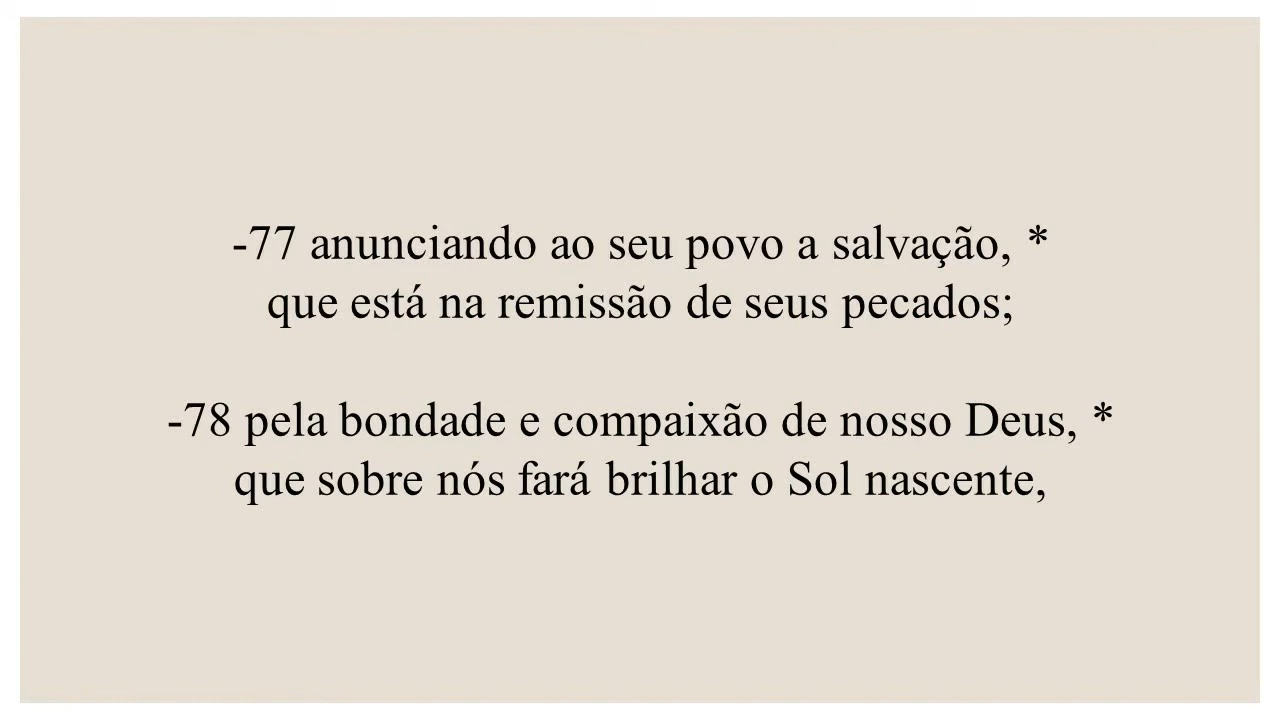 -77 anunciando ao seu povo a salvação, *
que está na remissão de seus pecados;
-78 pela bondade e compaixão de nosso Deus, *
que sobre nós fará brilhar o Sol nascente,